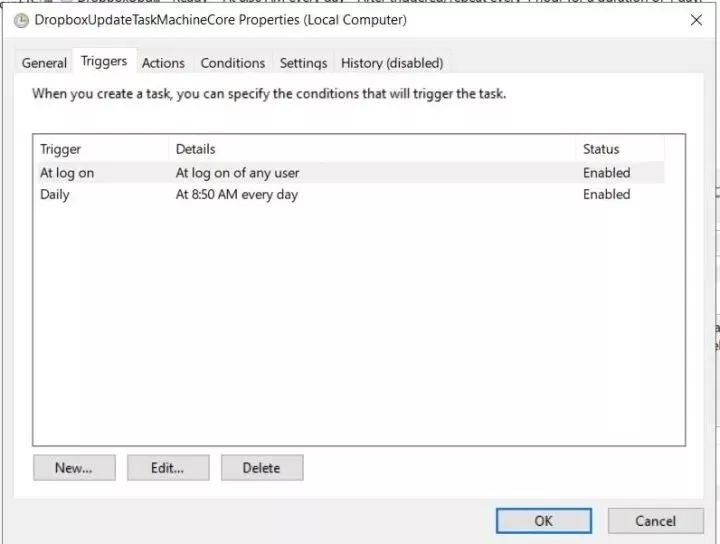 DropboxUpdateTaskMachineCore Properties (Local Computer)
General Triggers Actions Conditions Settings History (disabled)
When you create a task, you can specify the conditions that will trigger the task.
Trigger Details Status
At log on At log on of any user Enabled
Daily At 8:50 AM every day Enabled
New... Edit... Delete
OK Cancel